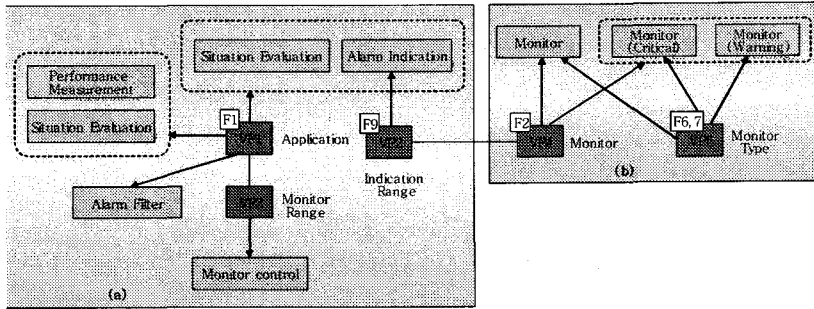 Situation Evaluation
Alarm Indication
Performance
Measurement
Situation Evaluation
F1
Application
F9
Indication
Range
Alarm Filter
Monitor
Range
Monitor control
(a)
Monitor
Monitor
(Critical)
Monitor
(Warning)
F2
Monitor
F6, 7
Monitor
Type
(b)